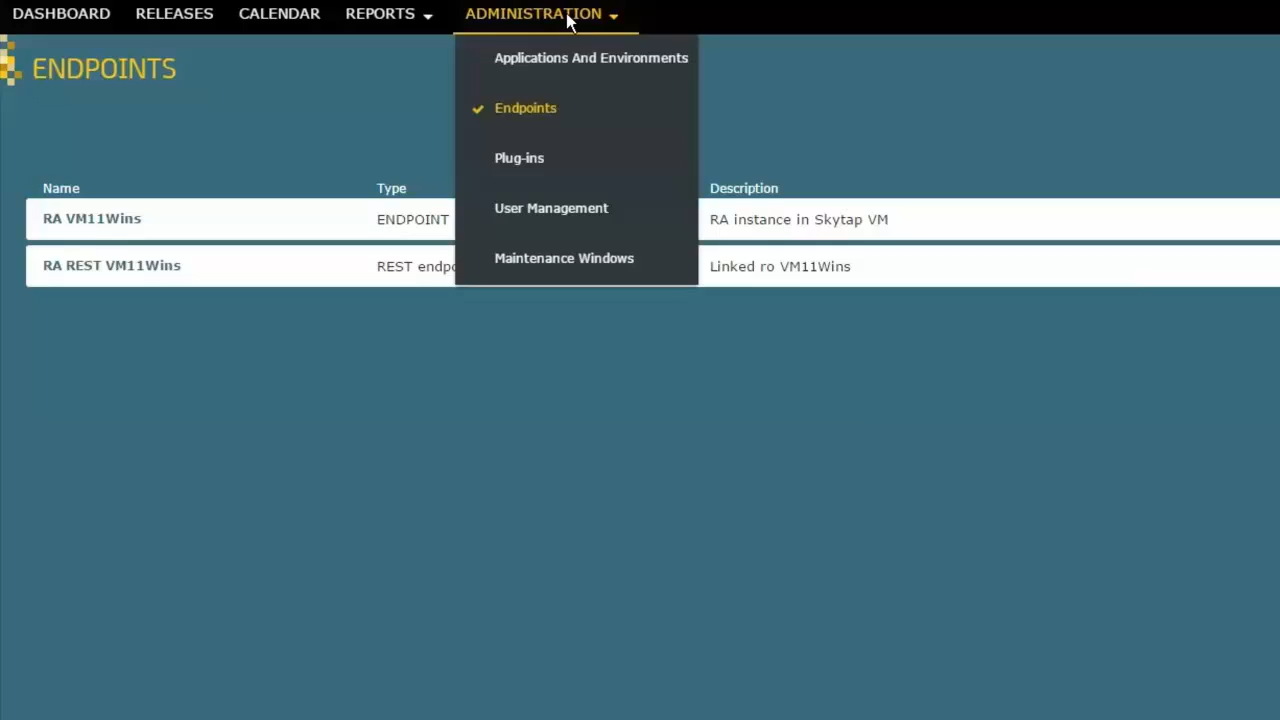 DASHBOARD RELEASES CALENDAR REPORTS ADMINISTRATION
Applications And Environments
ENDPOINTS
Endpoints
Plug-ins
Name Type Description
User Management
RA VM11Wins ENDPOINT RA instance in Skytap VM
Maintenance Windows
RA REST VM11Wins REST Linked ro VM11Wins